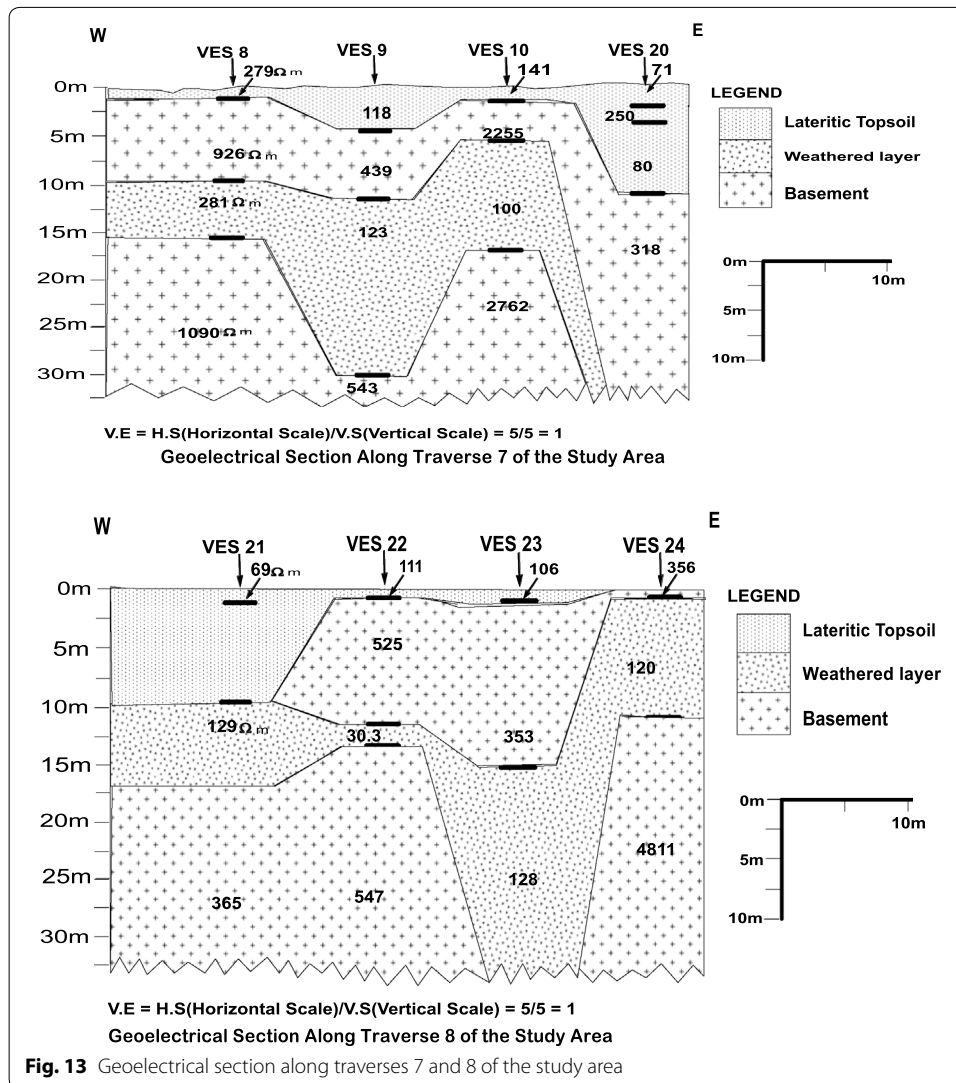 W
E
VES 8
VES 9
VES 10
VES 20
279Ω m
141
71
0m
5m
10m
15m
20m
25m
30m
118
250
2255
926Ω m
439
80
281Ω m
123
100
318
2762
1090Ω m
543
LEGEND
Lateritic Topsoil
Weathered layer
Basement
0m
10m
5m
10m
V.E = H.S(Horizontal Scale)/V.S(Vertical Scale) = 5/5 = 1
Geoelectrical Section Along Traverse 7 of the Study Area
W
E
VES 21
VES 22
VES 23
VES 24
69Ω m
111
106
356
0m
5m
10m
15m
20m
25m
30m
525
120
129Ω m
30.3
353
4811
128
365
547
LEGEND
Lateritic Topsoil
Weathered layer
Basement
0m
10m
5m
10m
V.E = H.S(Horizontal Scale)/V.S(Vertical Scale) = 5/5 = 1
Geoelectrical Section Along Traverse 8 of the Study Area
Fig. 13 Geoelectrical section along traverses 7 and 8 of the study area